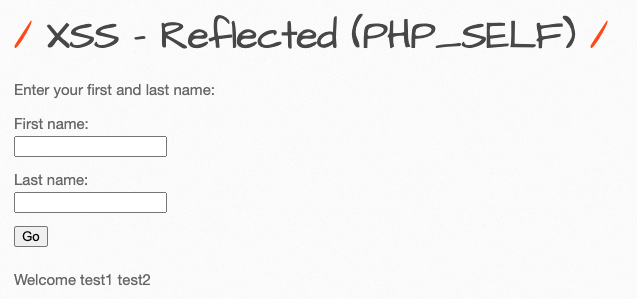 / XSS - Reflected (PHP_SELF) /
Enter your first and last name:
First name:
Last name:
Go
Welcome test1 test2